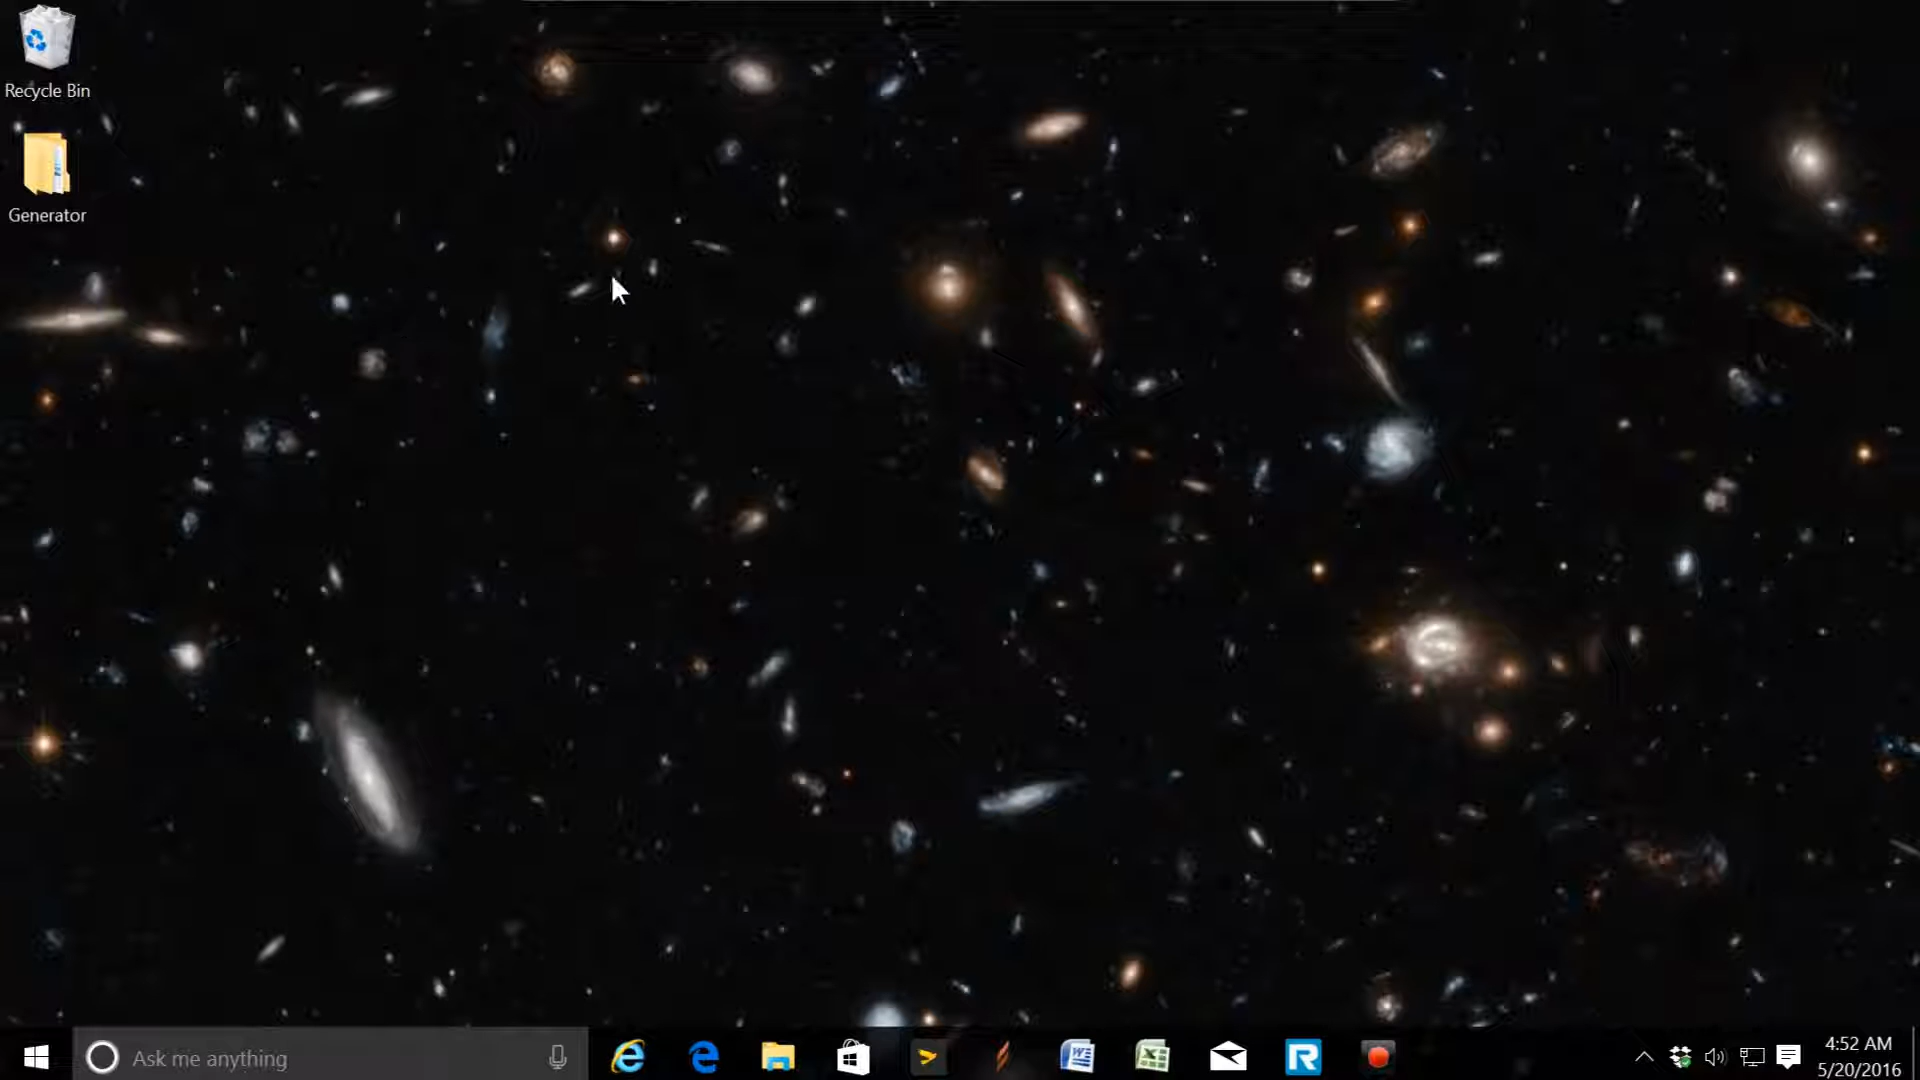 Recycle Bin
Generator
Ask me anything
4:52 AM
5/20/2016